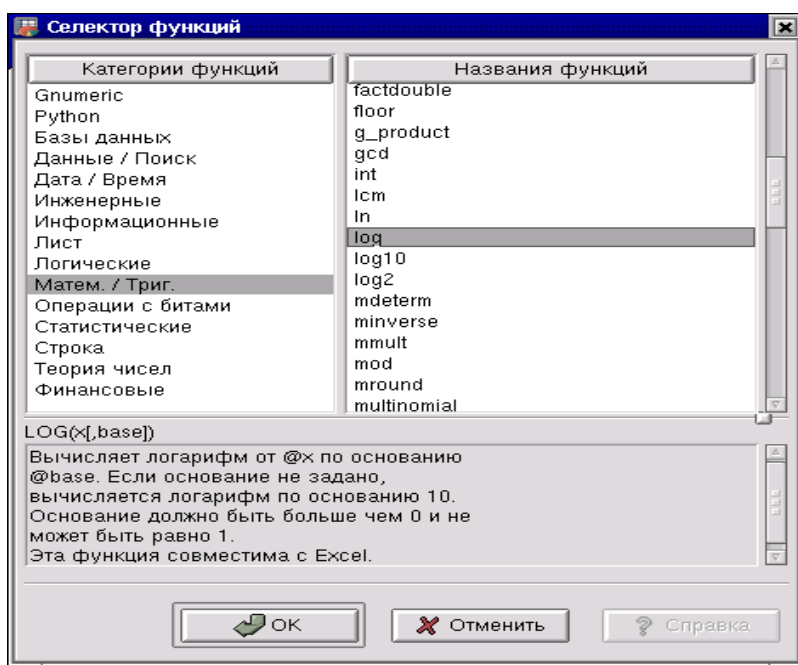 Селектор функций
Категории функций
Gnumeric
Python
Базы данных
Данные / Поиск
Дата / Время
Инженерные
Информационные
Лист
Логические
Матем. / Триг.
Операции с битами
Статистические
Строка
Теория чисел
Финансовые
Названия функций
factdouble
floor
g_product
gcd
int
lcm
ln
log
log10
log2
mdeterm
minverse
mmult
mod
mround
multinomial
LOG(x[,base])
Вычисляет логарифм от @x по основанию
@base. Если основание не задано,
вычисляется логарифм по основанию 10.
Основание должно быть больше чем 0 и не
может быть равно 1.
Эта функция совместима с Excel.
OK
Отменить
Справка